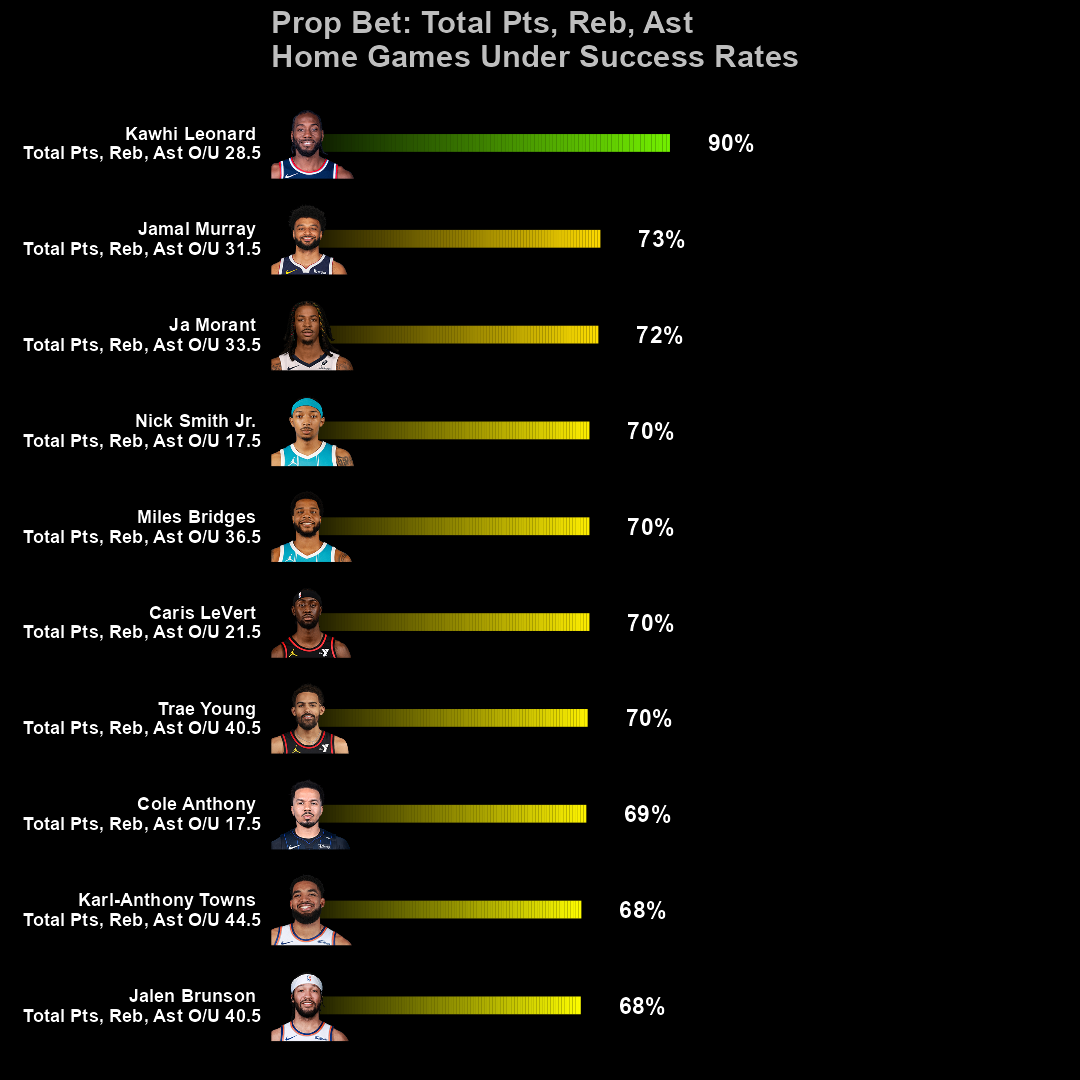 Prop Bet: Total Pts, Reb, Ast
Home Games Under Success Rates
Kawhi Leonard
Total Pts, Reb, Ast O/U 28.5
90%
Jamal Murray
Total Pts, Reb, Ast O/U 31.5
73%
Ja Morant
Total Pts, Reb, Ast O/U 33.5
72%
Nick Smith Jr.
Total Pts, Reb, Ast O/U 17.5
70%
Miles Bridges
Total Pts, Reb, Ast O/U 36.5
70%
Caris LeVert
Total Pts, Reb, Ast O/U 21.5
70%
Trae Young
Total Pts, Reb, Ast O/U 40.5
70%
Cole Anthony
Total Pts, Reb, Ast O/U 17.5
69%
Karl-Anthony Towns
Total Pts, Reb, Ast O/U 44.5
68%
Jalen Brunson
Total Pts, Reb, Ast O/U 40.5
68%